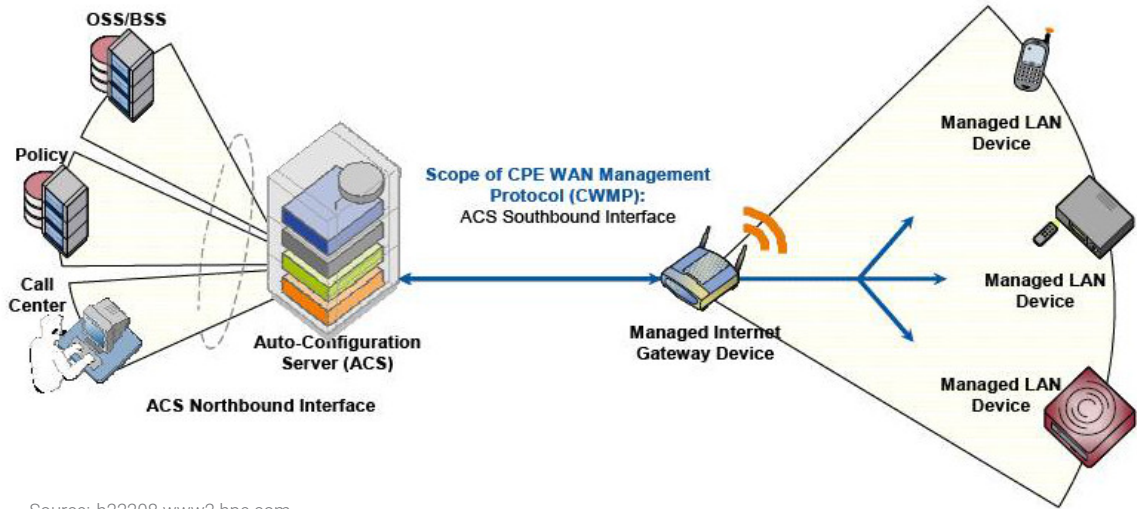 OSS/BSS
Policy
Call
Center
ACS Northbound Interface
Auto-Configuration
Server (ACS)
Scope of CPE WAN Management
Protocol (CWMP):
ACS Southbound Interface
Managed Internet
Gateway Device
Managed LAN
Device
Managed LAN
Device
Managed LAN
Device